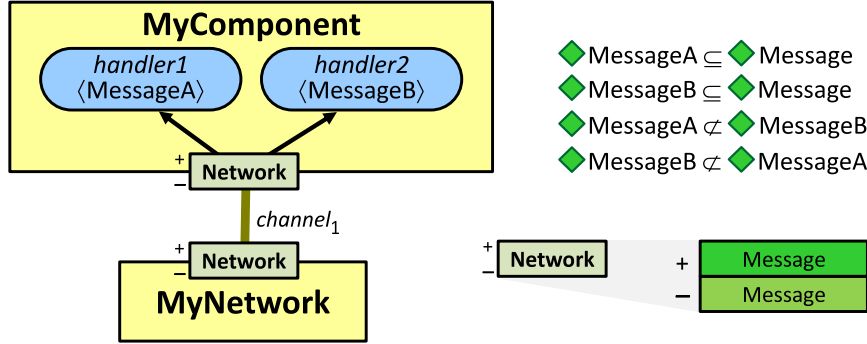 MyComponent
handler1
⟨MessageA⟩
handler2
⟨MessageB⟩
+
−
Network
channel1
+
−
Network
MyNetwork
MessageA ⊆ Message
MessageB ⊆ Message
MessageA ⊄ MessageB
MessageB ⊄ MessageA
+
−
Network
+ Message
− Message